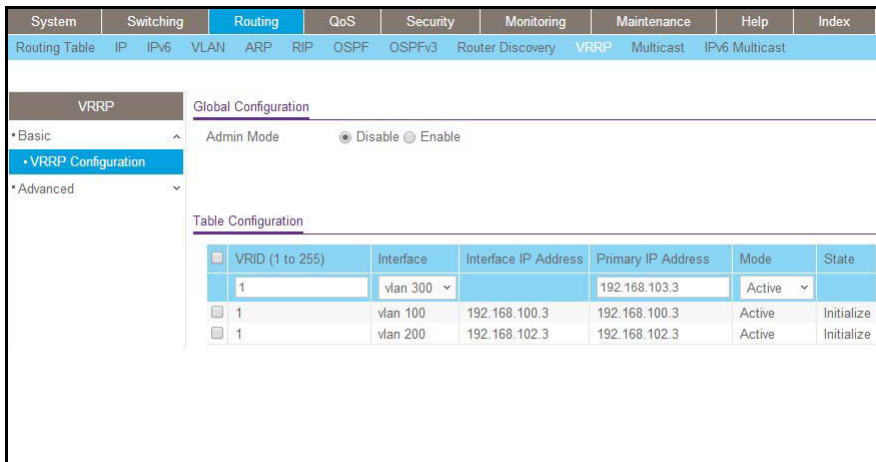 System Switching Routing QoS Security Monitoring Maintenance Help Index
Routing Table IP IPv6 VLAN ARP RIP OSPF OSPFv3 Router Discovery VRRP Multicast IPv6 Multicast
VRRP
Basic
VRRP Configuration
Advanced
Global Configuration
Admin Mode Disable Enable
Table Configuration
VRID (1 to 255) Interface Interface IP Address Primary IP Address Mode State
1 vlan 300 192.168.103.3 Active
1 vlan 100 192.168.100.3 192.168.100.3 Active Initialize
1 vlan 200 192.168.102.3 192.168.102.3 Active Initialize